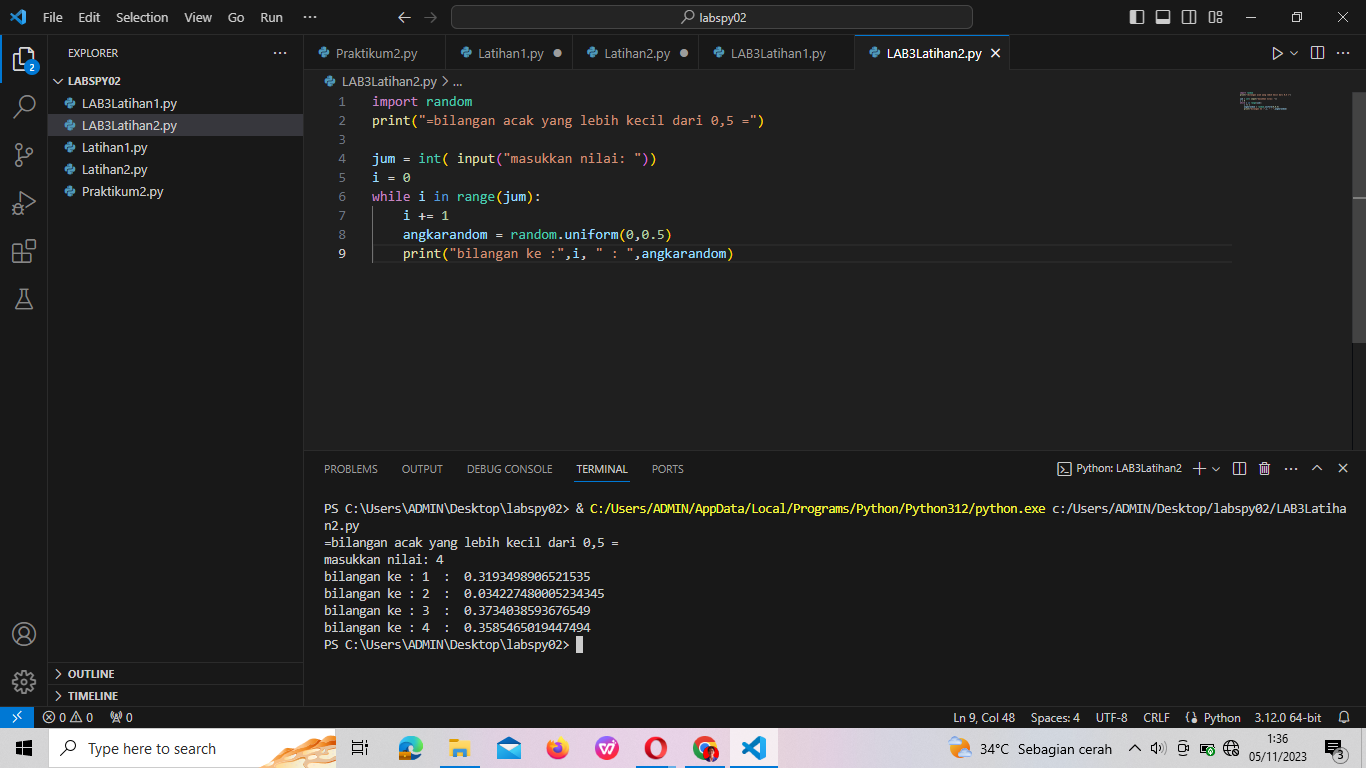 File Edit Selection View Go Run ··· labspy02
EXPLORER ···
LABSPY02
LAB3Latihan1.py
LAB3Latihan2.py
Latihan1.py
Latihan2.py
Praktikum2.py
OUTLINE
TIMELINE
2
Praktikum2.py Latihan1.py Latihan2.py LAB3Latihan1.py LAB3Latihan2.py
LAB3Latihan2.py > ...
1 import random
2 print("=bilangan acak yang lebih kecil dari 0,5 =")
3
4 jum = int( input("masukkan nilai: "))
5 i = 0
6 while i in range(jum):
7     i += 1
8     angkarandom = random.uniform(0,0.5)
9     print("bilangan ke :",i, " : ",angkarandom)
PROBLEMS OUTPUT DEBUG CONSOLE TERMINAL PORTS Python: LAB3Latihan2
PS C:\Users\ADMIN\Desktop\labspy02> & C:/Users/ADMIN/AppData/Local/Programs/Python/Python312/python.exe c:/Users/ADMIN/Desktop/labspy02/LAB3Latiha
n2.py
=bilangan acak yang lebih kecil dari 0,5 =
masukkan nilai: 4
bilangan ke : 1  :  0.3193498906521535
bilangan ke : 2  :  0.034227480005234345
bilangan ke : 3  :  0.3734038593676549
bilangan ke : 4  :  0.3585465019447494
PS C:\Users\ADMIN\Desktop\labspy02>
0 0 0 Ln 9, Col 48 Spaces: 4 UTF-8 CRLF Python 3.12.0 64-bit
Type here to search 34°C Sebagian cerah 1:36
05/11/2023 3